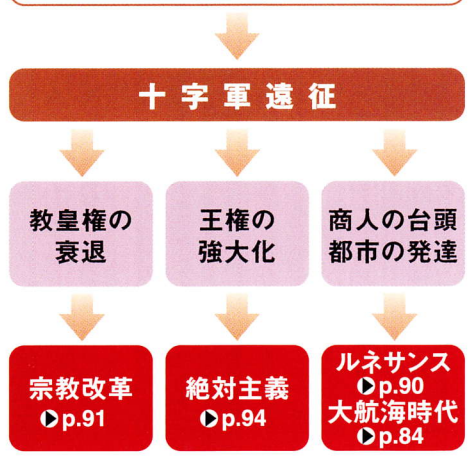 十字軍遠征
教皇権の
衰退
王権の
強大化
商人の台頭
都市の発達
宗教改革
▶p.91
絶対主義
▶p.94
ルネサンス
▶p.90
大航海時代
▶p.84